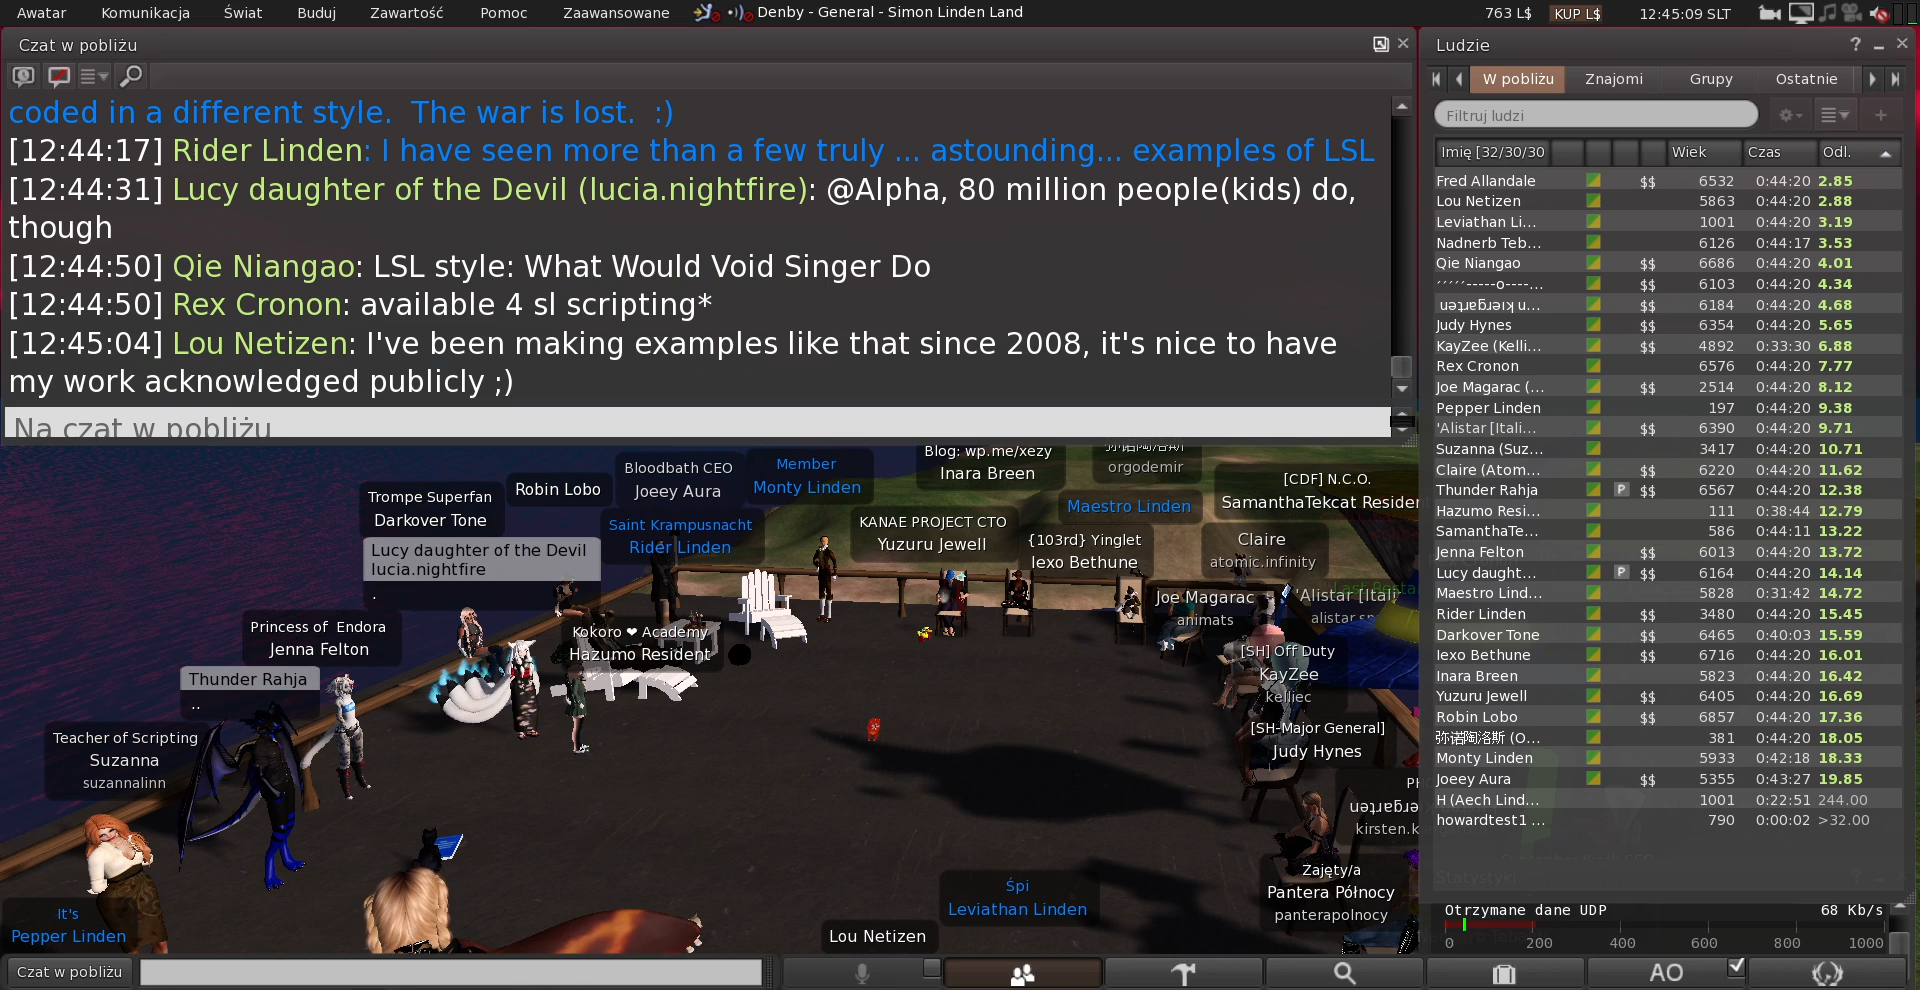 Awatar Komunikacja Świat Buduj Zawartość Pomoc Zaawansowane Denby - General - Simon Linden Land 763 L$ KUP L$ 12:45:09 SLT
Czat w pobliżu
coded in a different style.  The war is lost.  :)
[12:44:17] Rider Linden: I have seen more than a few truly ... astounding... examples of LSL
[12:44:31] Lucy daughter of the Devil (lucia.nightfire): @Alpha, 80 million people(kids) do,
though
[12:44:50] Qie Niangao: LSL style: What Would Void Singer Do
[12:44:50] Rex Cronon: available 4 sl scripting*
[12:45:04] Lou Netizen: I've been making examples like that since 2008, it's nice to have
my work acknowledged publicly ;)
Na czat w pobliżu
Blog: wp.me/xezy
Inara Breen
弥诺陶洛斯
orgodemir
Bloodbath CEO
Joeey Aura
Member
Monty Linden
[CDF] N.C.O.
SamanthaTekcat Resider
Trompe Superfan
Darkover Tone
Robin Lobo
Maestro Linden
Saint Krampusnacht
Rider Linden
KANAE PROJECT CTO
Yuzuru Jewell
{103rd} Yinglet
Iexo Bethune
Claire
atomic.infinity
Lucy daughter of the Devil
lucia.nightfire
.
Joe Magarac
animats
'Alistar [Itali
alistar.sn
Princess of  Endora
Jenna Felton
Kokoro ❤ Academy
Hazumo Resident
[SH] Off Duty
KayZee
kelliec
Thunder Rahja
..
[SH-Major General]
Judy Hynes
Teacher of Scripting
Suzanna
suzannalinn
uǝʇɹɐƃɹǝ
kirsten.k
Zajęty/a
Pantera Północy
panterapolnocy
Śpi
Leviathan Linden
It's
Pepper Linden
Lou Netizen
Czat w pobliżu
AO
Ludzie ?
W pobliżu Znajomi Grupy Ostatnie
Filtruj ludzi
Imię [32/30/30 Wiek Czas Odl.
Fred Allandale $$ 6532 0:44:20 2.85
Lou Netizen 5863 0:44:20 2.88
Leviathan Li... 1001 0:44:20 3.19
Nadnerb Teb... 6126 0:44:17 3.53
Qie Niangao $$ 6686 0:44:20 4.01
-----o----... $$ 6103 0:44:20 4.34
uǝʇɹɐƃɹǝıʞ u... $$ 6184 0:44:20 4.68
Judy Hynes $$ 6354 0:44:20 5.65
KayZee (Kelli... $$ 4892 0:33:30 6.88
Rex Cronon 6576 0:44:20 7.77
Joe Magarac (... $$ 2514 0:44:20 8.12
Pepper Linden 197 0:44:20 9.38
'Alistar [Itali... $$ 6390 0:44:20 9.71
Suzanna (Suz... 3417 0:44:20 10.71
Claire (Atom... $$ 6220 0:44:20 11.62
Thunder Rahja P $$ 6567 0:44:20 12.38
Hazumo Resi... 111 0:38:44 12.79
SamanthaTe... 586 0:44:11 13.22
Jenna Felton $$ 6013 0:44:20 13.72
Lucy daught... P $$ 6164 0:44:20 14.14
Maestro Lind... 5828 0:31:42 14.72
Rider Linden $$ 3480 0:44:20 15.45
Darkover Tone $$ 6465 0:40:03 15.59
Iexo Bethune $$ 6716 0:44:20 16.01
Inara Breen 5823 0:44:20 16.42
Yuzuru Jewell $$ 6405 0:44:20 16.69
Robin Lobo $$ 6857 0:44:20 17.36
弥诺陶洛斯 (O... 381 0:44:20 18.05
Monty Linden 5933 0:42:18 18.33
Joeey Aura $$ 5355 0:43:27 19.85
H (Aech Lind... 1001 0:22:51 244.00
howardtest1 ... 790 0:00:02 >32.00
Statystyki
Otrzymane dane UDP 68 Kb/s
0 200 400 600 800 1000